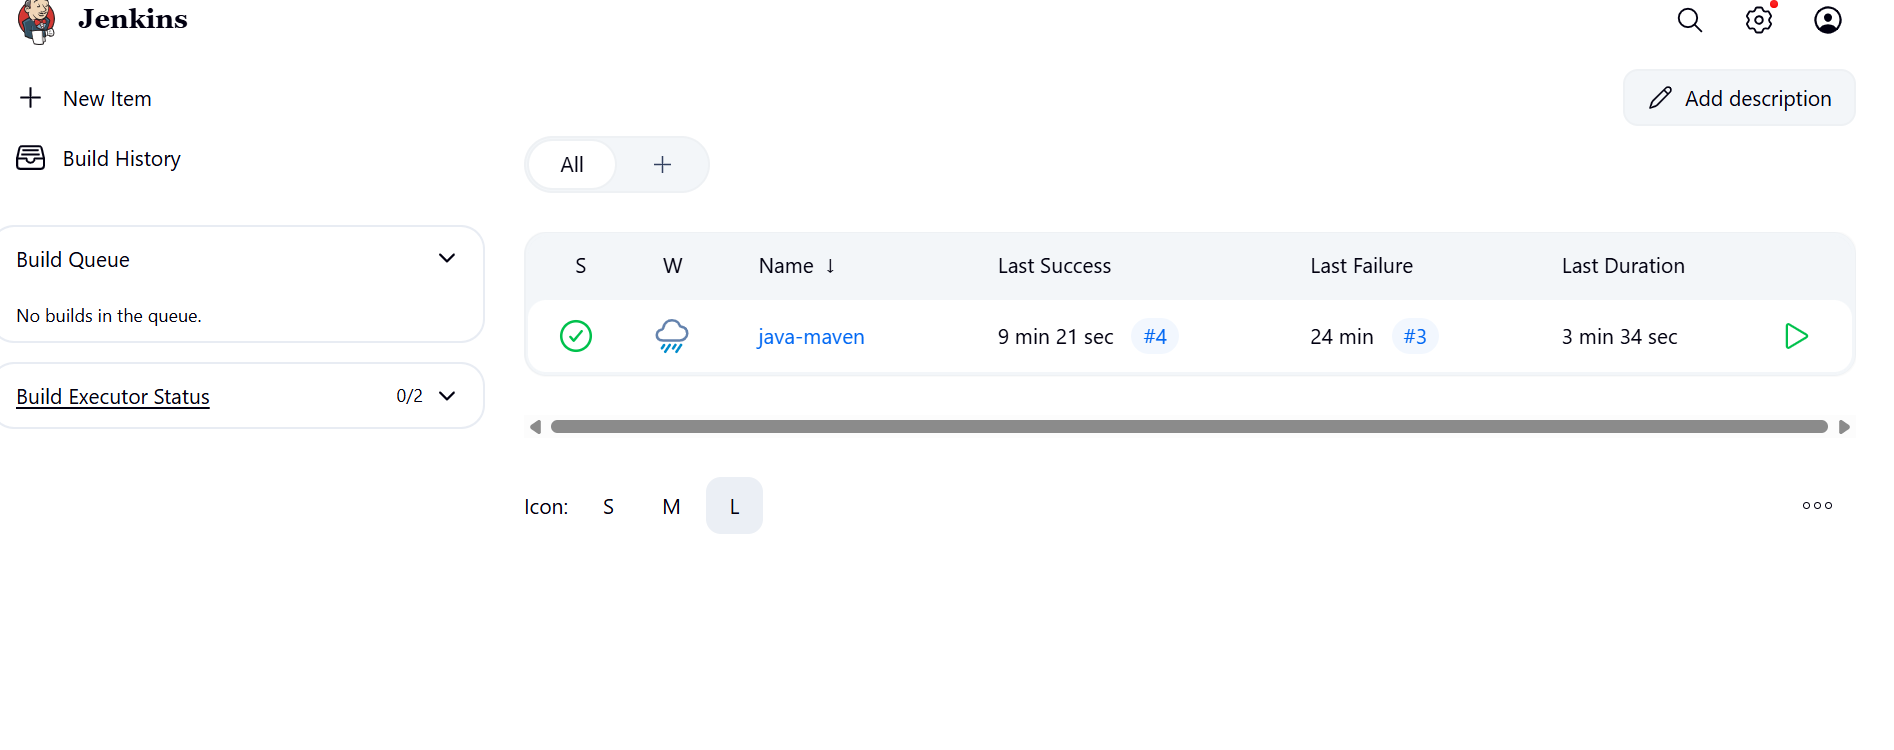 Jenkins
New Item
Build History
Add description
All
Build Queue
No builds in the queue.
Build Executor Status 0/2
S W Name ↓ Last Success Last Failure Last Duration
java-maven 9 min 21 sec #4 24 min #3 3 min 34 sec
Icon: S M L